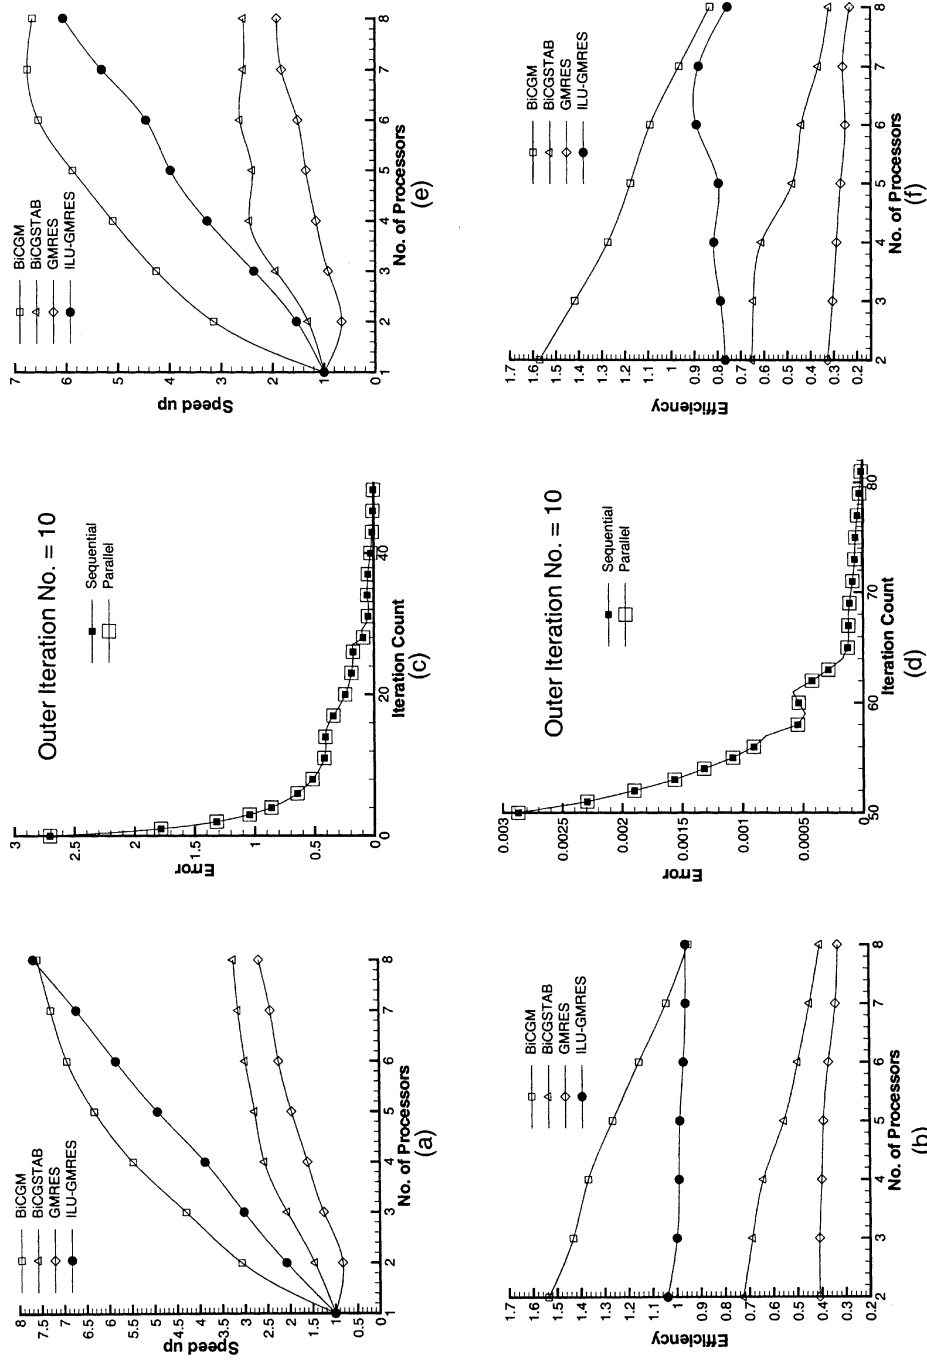 BiCGM
BiCGSTAB
GMRES
ILU-GMRES
8
7.5
7
6.5
6
5.5
5
4.5
4
3.5
3
2.5
2
1.5
1
0.5
0
Speed up
1 2 3 4 5 6 7 8
No. of Processors
(a)
Outer Iteration No. = 10
Sequential
Parallel
3
2.5
2
1.5
1
0.5
0
Error
0 20 40
Iteration Count
(c)
BiCGM
BiCGSTAB
GMRES
ILU-GMRES
7
6
5
4
3
2
1
0
Speed up
1 2 3 4 5 6 7 8
No. of Processors
(e)
BiCGM
BiCGSTAB
GMRES
ILU-GMRES
1.7
1.6
1.5
1.4
1.3
1.2
1.1
1
0.9
0.8
0.7
0.6
0.5
0.4
0.3
0.2
Efficiency
2 3 4 5 6 7 8
No. of Processors
(b)
Outer Iteration No. = 10
Sequential
Parallel
0.003
0.0025
0.002
0.0015
0.001
0.0005
0
Error
50 60 70 80
Iteration Count
(d)
BiCGM
BiCGSTAB
GMRES
ILU-GMRES
1.7
1.6
1.5
1.4
1.3
1.2
1.1
1
0.9
0.8
0.7
0.6
0.5
0.4
0.3
0.2
Efficiency
2 3 4 5 6 7 8
No. of Processors
(f)